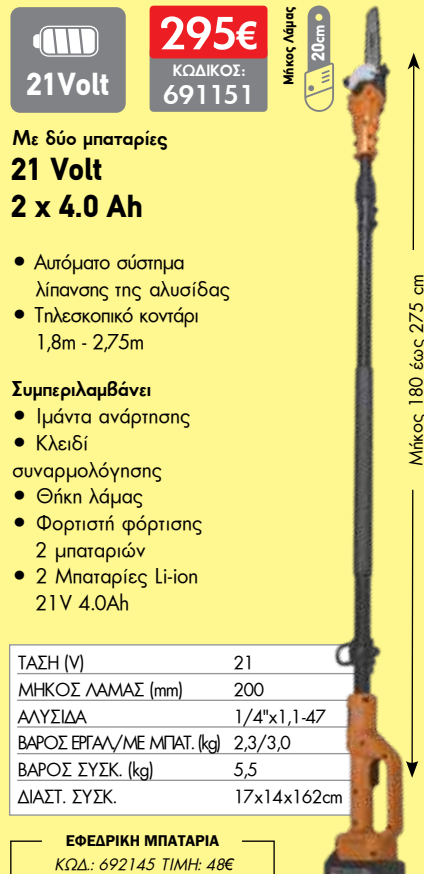 21Volt
295€
ΚΩΔΙΚΟΣ:
691151
Μήκος Λάμας
20cm
Με δύο μπαταρίες
21 Volt
2 x 4.0 Ah
• Αυτόματο σύστημα
λίπανσης της αλυσίδας
• Τηλεσκοπικό κοντάρι
1,8m - 2,75m
Μήκος 180 έως 275 cm
Συμπεριλαμβάνει
• Ιμάντα ανάρτησης
• Κλειδί
συναρμολόγησης
• Θήκη λάμας
• Φορτιστή φόρτισης
2 μπαταριών
• 2 Μπαταρίες Li-ion
21V 4.0Ah
ΤΑΣΗ (V) 21
ΜΗΚΟΣ ΛΑΜΑΣ (mm) 200
ΑΛΥΣΙΔΑ 1/4"x1,1-47
ΒΑΡΟΣ ΕΡΓΑΛ/ΜΕ ΜΠΑΤ. (kg) 2,3/3,0
ΒΑΡΟΣ ΣΥΣΚ. (kg) 5,5
ΔΙΑΣΤ. ΣΥΣΚ. 17x14x162cm
ΕΦΕΔΡΙΚΗ ΜΠΑΤΑΡΙΑ
ΚΩΔ.: 692145 ΤΙΜΗ: 48€